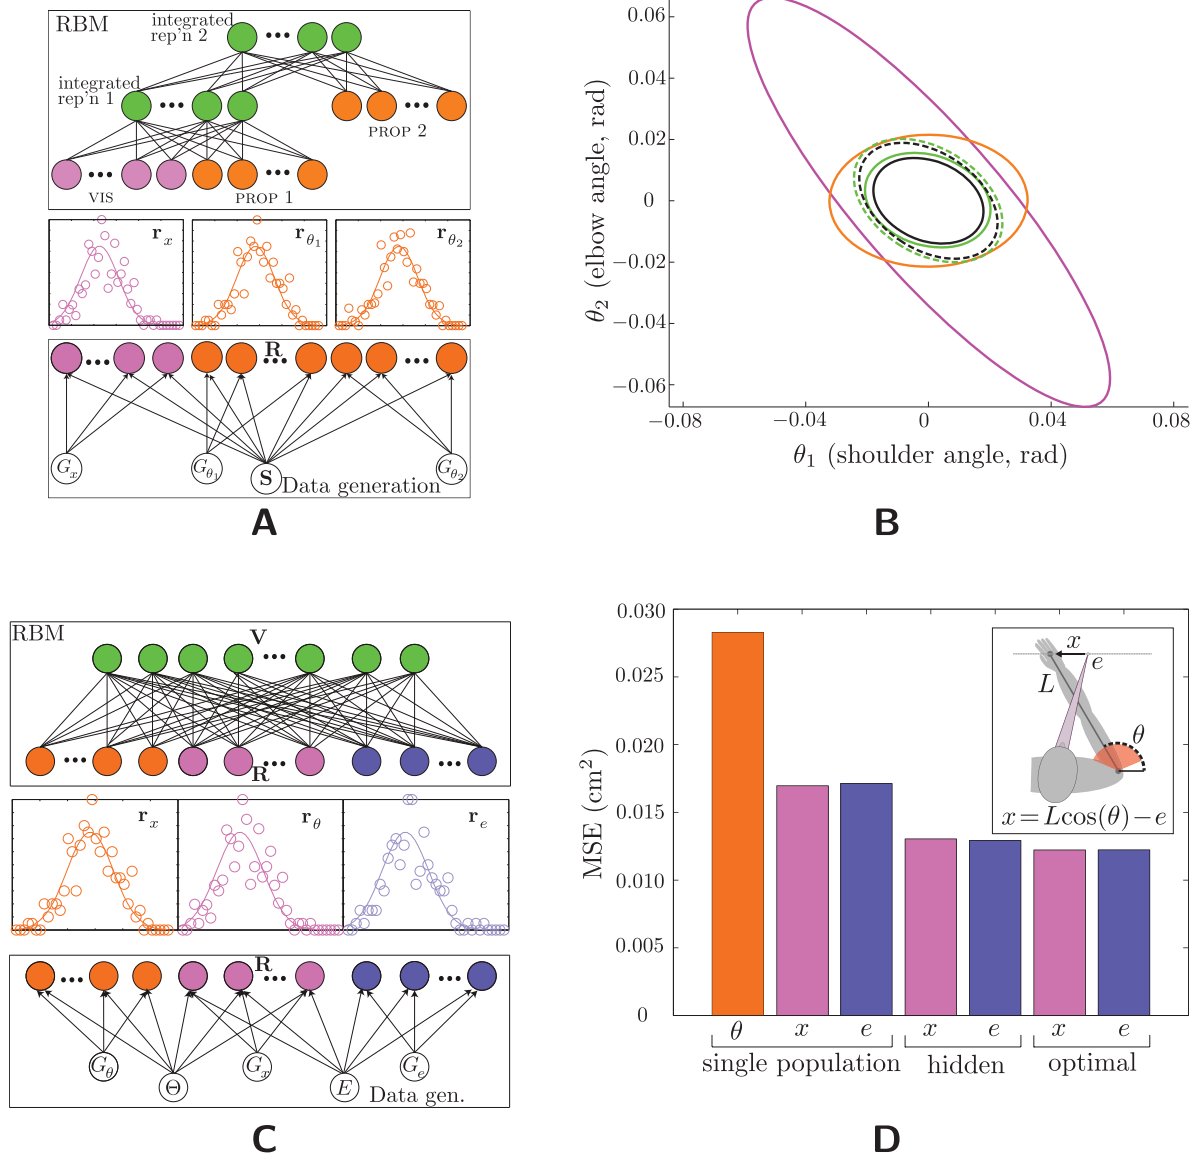 RBM
integrated
rep'n 2
integrated
rep'n 1
PROP 2
VIS
PROP 1
r_x
r_θ₁
r_θ₂
R
G_x
G_θ₁
S
G_θ₂
Data generation
A
0.06
0.04
0.02
0
−0.02
−0.04
−0.06
θ₂ (elbow angle, rad)
−0.08
−0.04
0
0.04
0.08
θ₁ (shoulder angle, rad)
B
RBM
V
R
r_x
r_θ
r_e
R
G_θ
Θ
G_x
E
G_e
Data gen.
C
0.030
0.025
0.020
0.015
0.010
0.005
0
MSE (cm²)
x
e
L
θ
x = L cos(θ) − e
θ x e x e x e
single population hidden optimal
D